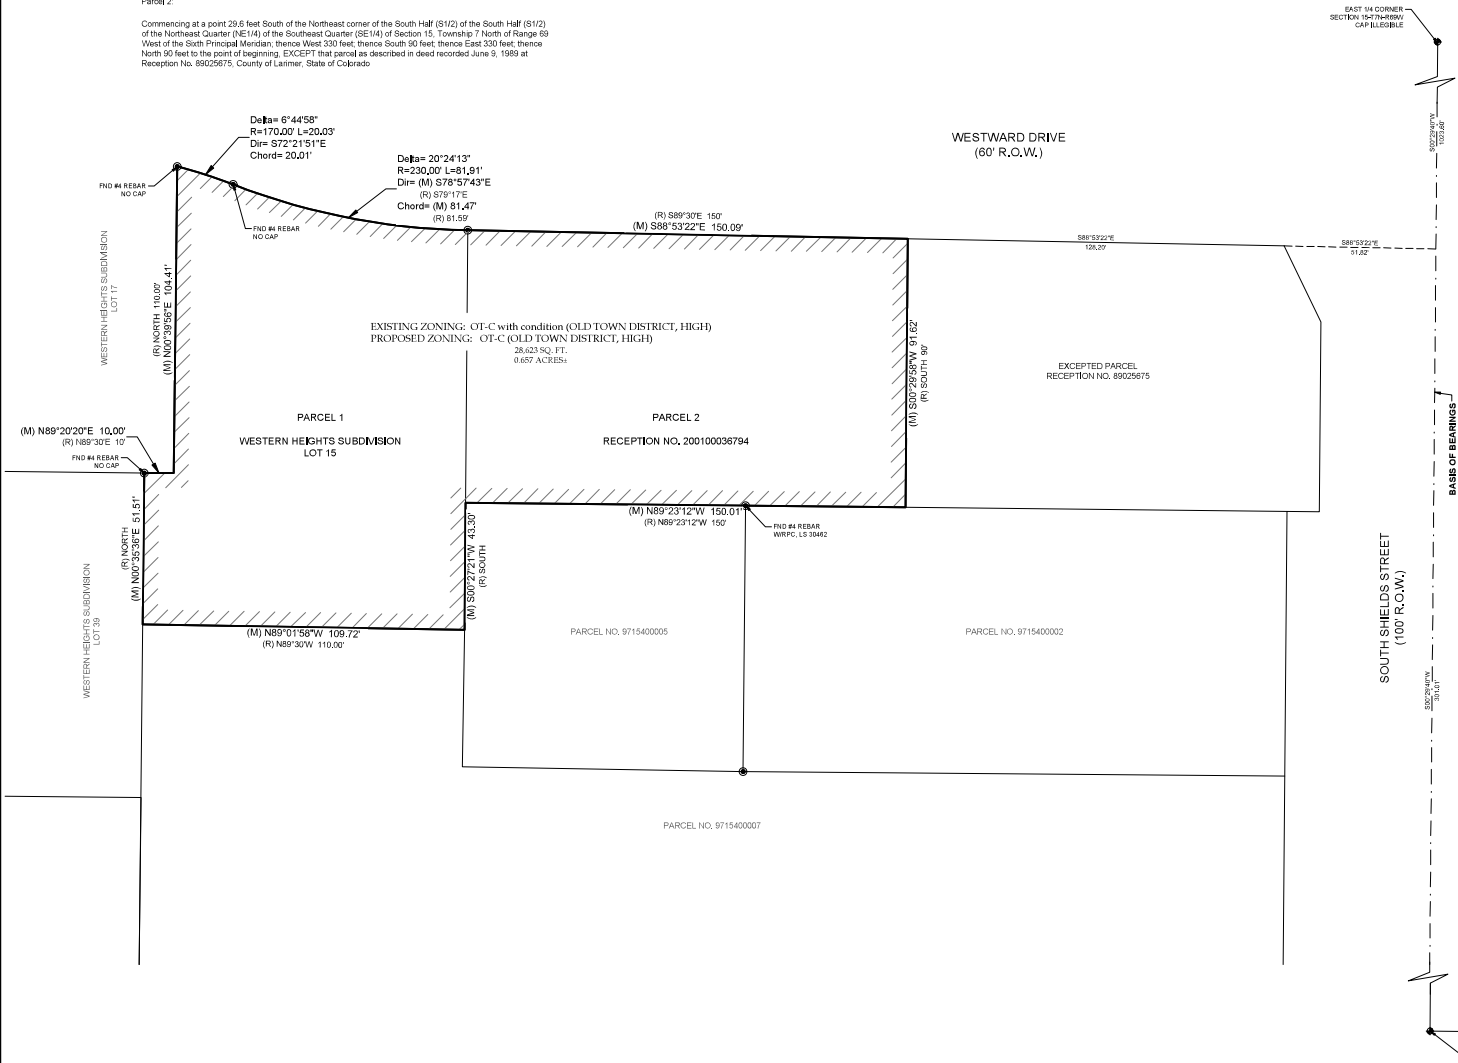 Parcel 2:
Commencing at a point 29.6 feet South of the Northeast corner of the South Half (S1/2) of the South Half (S1/2)
of the Northeast Quarter (NE1/4) of the Southeast Quarter (SE1/4) of Section 15, Township 7 North of Range 69
West of the Sixth Principal Meridian; thence West 330 feet; thence South 90 feet; thence East 330 feet; thence
North 90 feet to the point of beginning, EXCEPT that parcel as described in deed recorded June 9, 1989 at
Reception No. 89025675, County of Larimer, State of Colorado
EAST 1/4 CORNER
SECTION 15-T7N-R69W
CAP ILLEGIBLE
S00°29'40"W
1023.60'
Delta= 6°44'58"
R=170.00' L=20.03'
Dir= S72°21'51"E
Chord= 20.01'
Delta= 20°24'13"
R=230.00' L=81.91'
Dir= (M) S78°57'43"E
(R) S79°17'E
Chord= (M) 81.47'
(R) 81.59'
WESTWARD DRIVE
(60' R.O.W.)
FND #4 REBAR
NO CAP
FND #4 REBAR
NO CAP
(R) S89°30'E 150'
(M) S88°53'22"E 150.09'
S88°53'22"E
128.20'
S88°53'22"E
51.82'
WESTERN HEIGHTS SUBDIVISION
LOT 17
(R) NORTH 110.00'
(M) N00°39'56"E 104.41'
EXISTING ZONING: OT-C with condition (OLD TOWN DISTRICT, HIGH)
PROPOSED ZONING: OT-C (OLD TOWN DISTRICT, HIGH)
28,623 SQ. FT.
0.657 ACRES±
(M) S00°29'58"W 91.62'
(R) SOUTH 90'
EXCEPTED PARCEL
RECEPTION NO. 89025675
PARCEL 1
WESTERN HEIGHTS SUBDIVISION
LOT 15
PARCEL 2
RECEPTION NO. 200100036794
BASIS OF BEARINGS
(M) N89°20'20"E 10.00'
(R) N89°30'E 10'
FND #4 REBAR
NO CAP
(R) NORTH
(M) N00°35'36"E 51.51'
(M) S00°27'21"W 43.30'
(R) SOUTH
(M) N89°23'12"W 150.01'
(R) N89°23'12"W 150'
FND #4 REBAR
W/RPC, LS 30462
WESTERN HEIGHTS SUBDIVISION
LOT 39
(M) N89°01'58"W 109.72'
(R) N89°30'W 110.00'
PARCEL NO. 9715400005
PARCEL NO. 9715400002
SOUTH SHIELDS STREET
(100' R.O.W.)
S00°29'40"W
301.01'
PARCEL NO. 9715400007